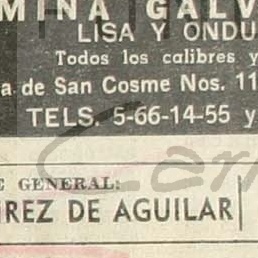 MINA GALV
LISA Y ONDU
Todos los calibres y
a de San Cosme Nos. 11
TELS. 5-66-14-55 y
E GENERAL:
REZ DE AGUILAR